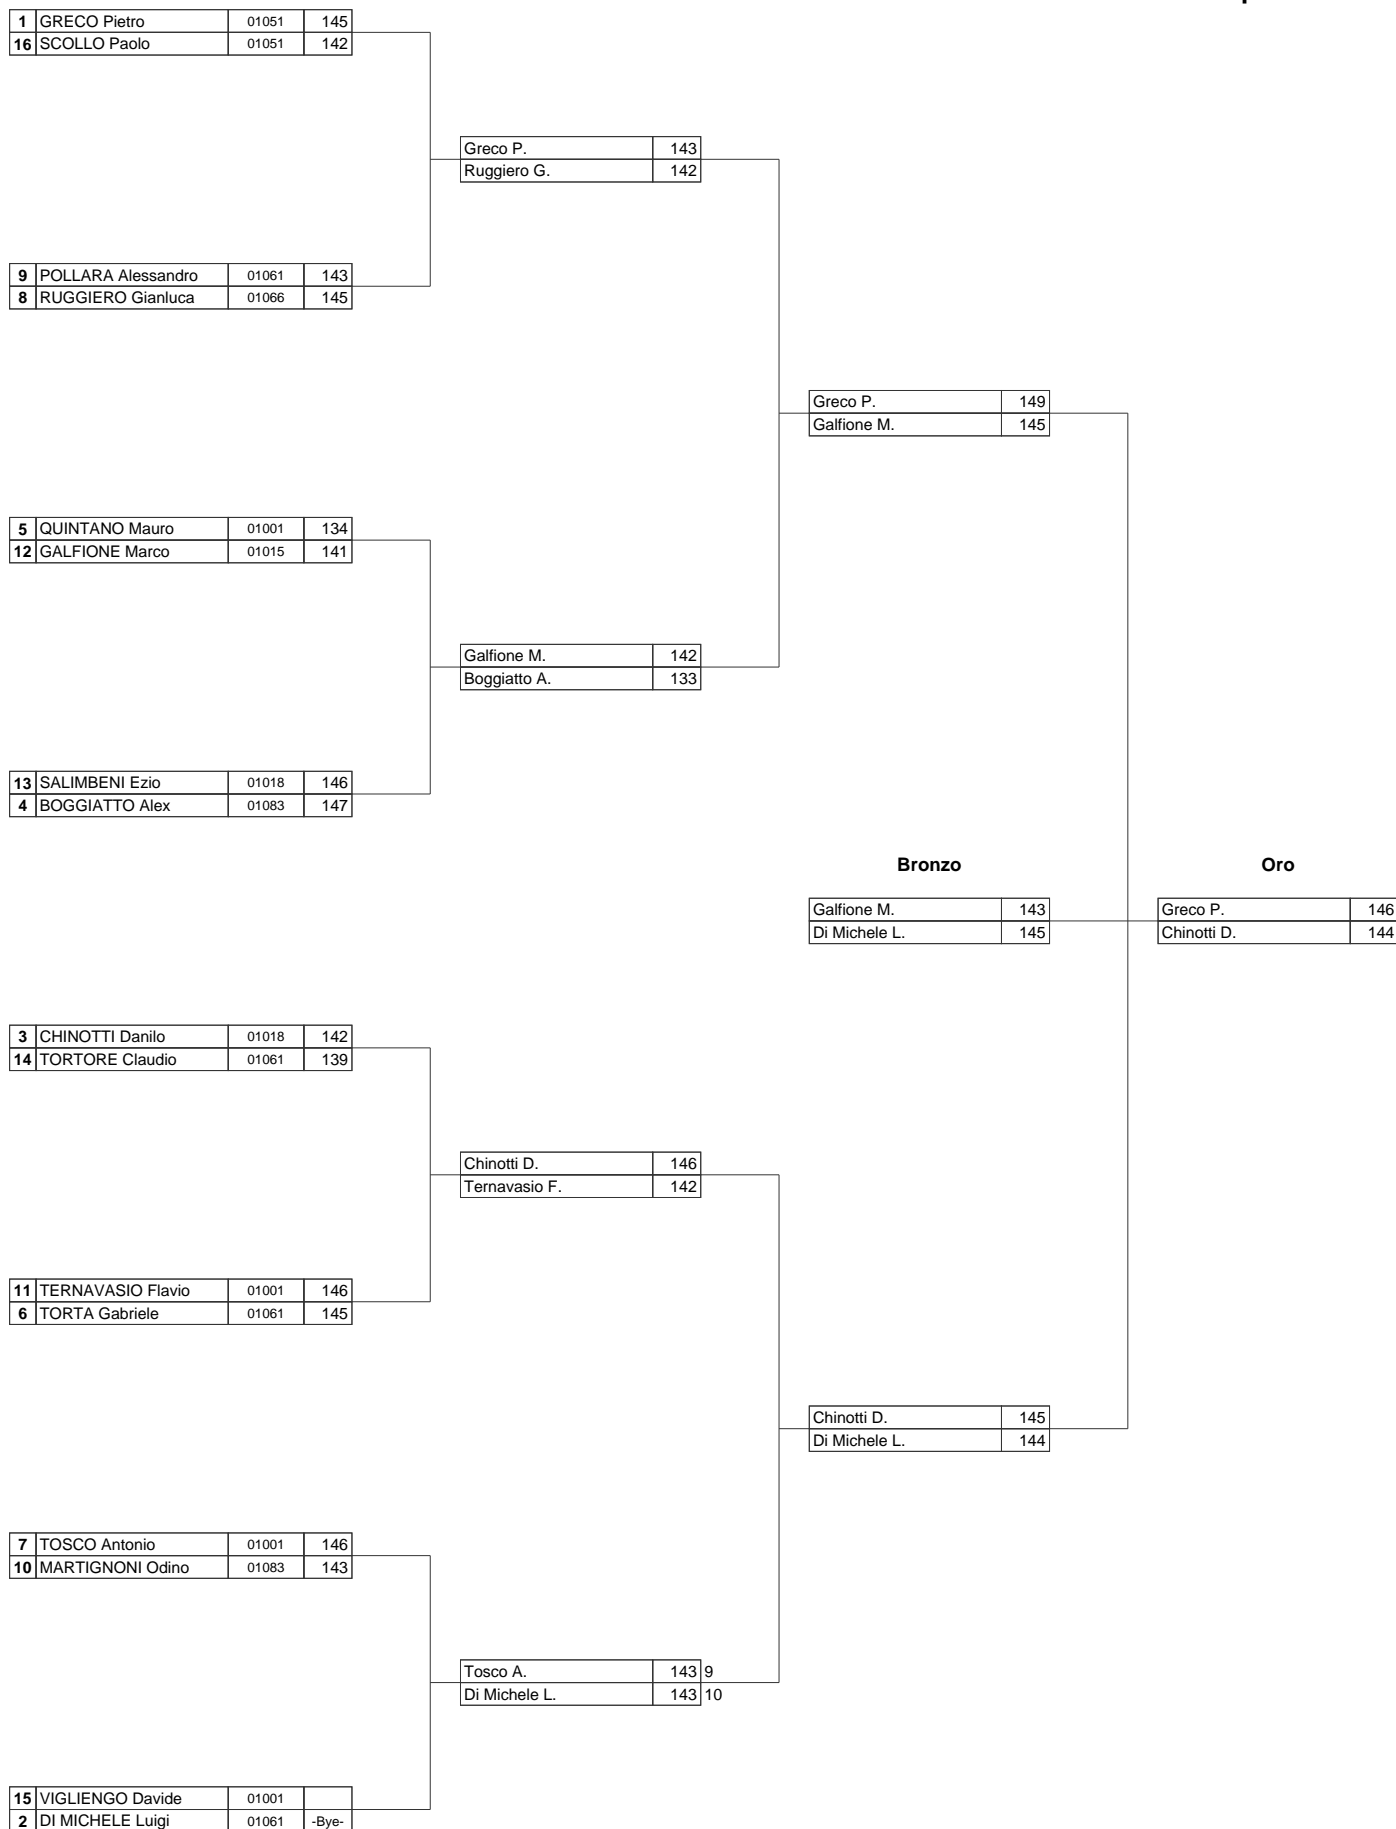 1 GRECO Pietro 01051 145
16 SCOLLO Paolo 01051 142
Greco P. 143
Ruggiero G. 142
9 POLLARA Alessandro 01061 143
8 RUGGIERO Gianluca 01066 145
Greco P. 149
Galfione M. 145
5 QUINTANO Mauro 01001 134
12 GALFIONE Marco 01015 141
Galfione M. 142
Boggiatto A. 133
13 SALIMBENI Ezio 01018 146
4 BOGGIATTO Alex 01083 147
Bronzo Oro
Galfione M. 143 Greco P. 146
Di Michele L. 145 Chinotti D. 144
3 CHINOTTI Danilo 01018 142
14 TORTORE Claudio 01061 139
Chinotti D. 146
Ternavasio F. 142
11 TERNAVASIO Flavio 01001 146
6 TORTA Gabriele 01061 145
Chinotti D. 145
Di Michele L. 144
7 TOSCO Antonio 01001 146
10 MARTIGNONI Odino 01083 143
Tosco A. 143 9
Di Michele L. 143 10
15 VIGLIENGO Davide 01001
2 DI MICHELE Luigi 01061 -Bye-